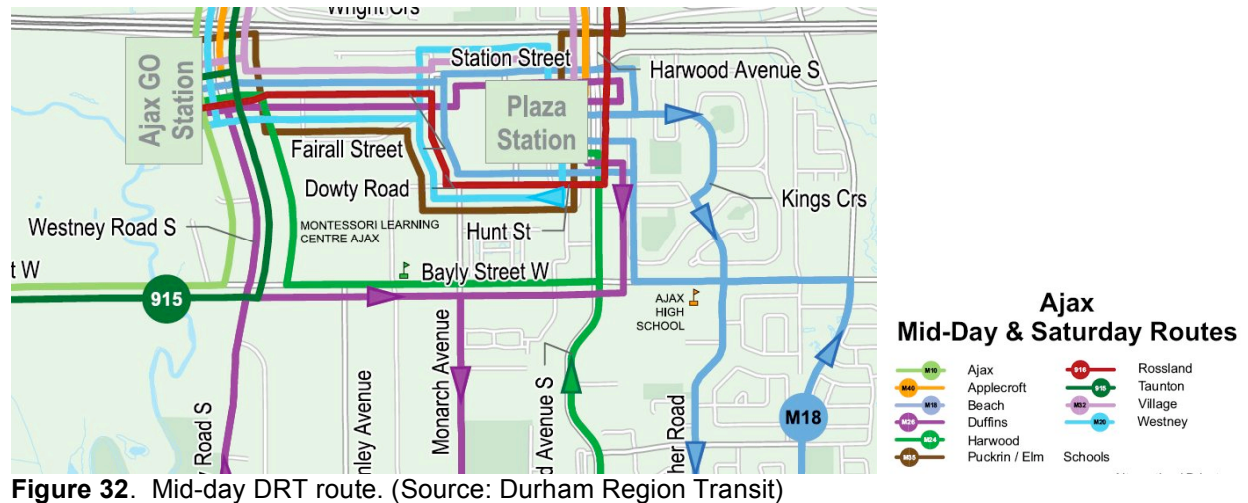 Wright Crs
Station Street
Harwood Avenue S
Ajax GO
Station
Plaza
Station
Fairall Street
Dowty Road
Kings Crs
Westney Road S
MONTESSORI LEARNING
CENTRE AJAX
Hunt St
t W
Bayly Street W
915
AJAX
HIGH
SCHOOL
M18
y Road S
nley Avenue
Monarch Avenue
d Avenue S
her Road
Ajax
Mid-Day & Saturday Routes
M10 Ajax
M40 Applecroft
M18 Beach
M26 Duffins
M24 Harwood
M35 Puckrin / Elm Schools
916 Rossland
915 Taunton
M32 Village
M20 Westney
Figure 32. Mid-day DRT route. (Source: Durham Region Transit)